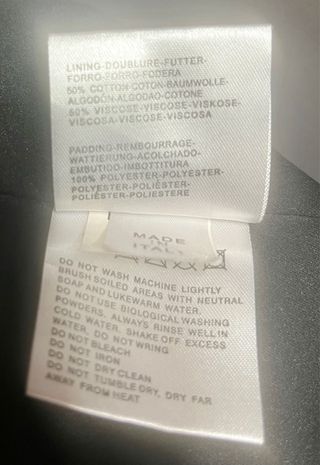 LINING-DOUBLURE-FUTTER-
FORRO-FORRO-FODERA
50% COTTON-COTON-BAUMWOLLE-
ALGODÓN-ALGODAO-COTONE
50% VISCOSE-VISCOSE-VISKOSE-
VISCOSA-VISCOSE-VISCOSA
PADDING-REMBOURRAGE-
WATTIERUNG-ACOLCHADO-
EMBUTIDO-IMBOTTITURA
100% POLYESTER-POLYESTER-
POLYESTER-POLIÉSTER-
POLIÉSTER-POLIESTERE
MADE
IN
ITALY
DO NOT WASH MACHINE LIGHTLY
BRUSH SOILED AREAS WITH NEUTRAL
SOAP AND LUKEWARM WATER.
DO NOT USE BIOLOGICAL WASHING
POWDERS. ALWAYS RINSE WELL IN
COLD WATER. SHAKE OFF EXCESS
WATER, DO NOT WRING
DO NOT BLEACH
DO NOT IRON
DO NOT DRY CLEAN
DO NOT TUMBLE DRY, DRY FAR
AWAY FROM HEAT